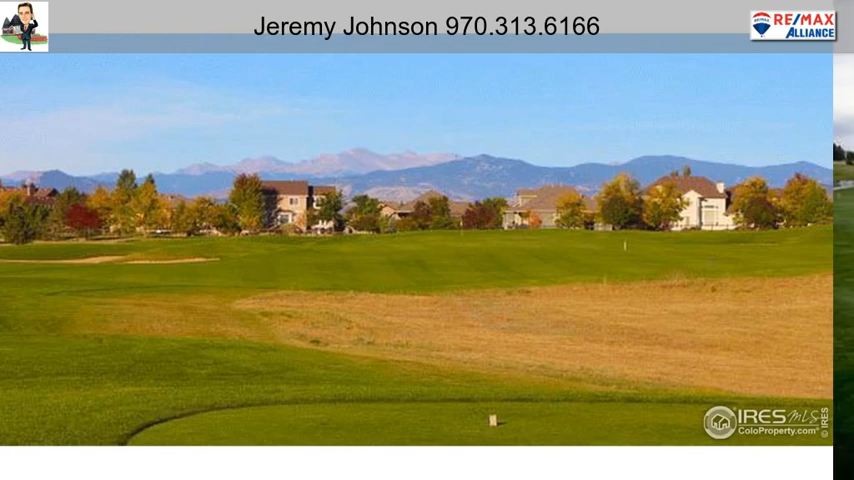 Jeremy Johnson 970.313.6166
RE/MAX
ALLIANCE
IRES MLS
ColoProperty.com®
© IRES